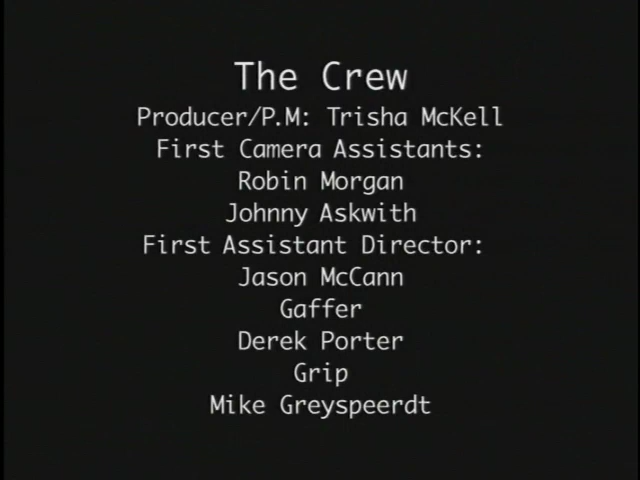 The Crew
Producer/P.M: Trisha McKell
First Camera Assistants:
Robin Morgan
Johnny Askwith
First Assistant Director:
Jason McCann
Gaffer
Derek Porter
Grip
Mike Greyspeerdt